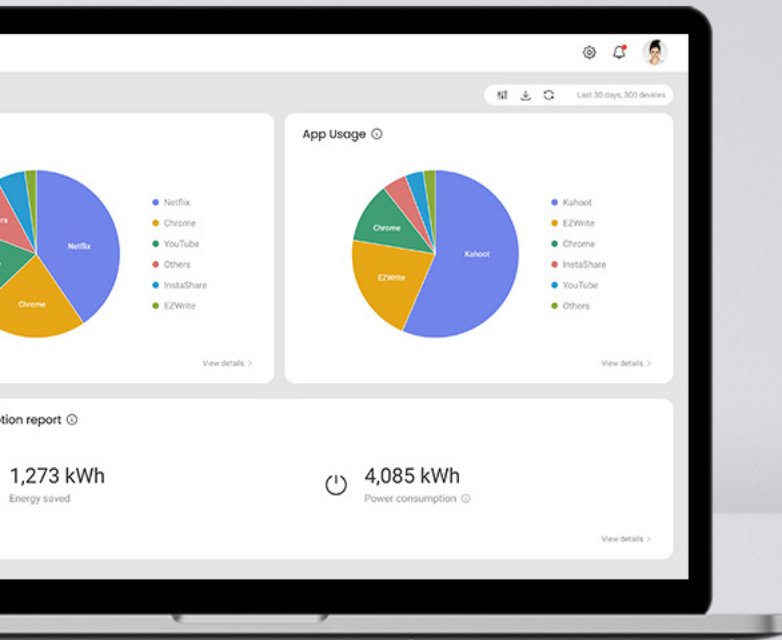 Last 30 days, 300 devices
App Usage
Netflix
Chrome
YouTube
Others
InstaShare
EZWrite
Netflix
Chrome
View details >
Kahoot
EZWrite
Chrome
InstaShare
YouTube
Others
Kahoot
EZWrite
Chrome
View details >
tion report
1,273 kWh
Energy saved
4,085 kWh
Power consumption
View details >